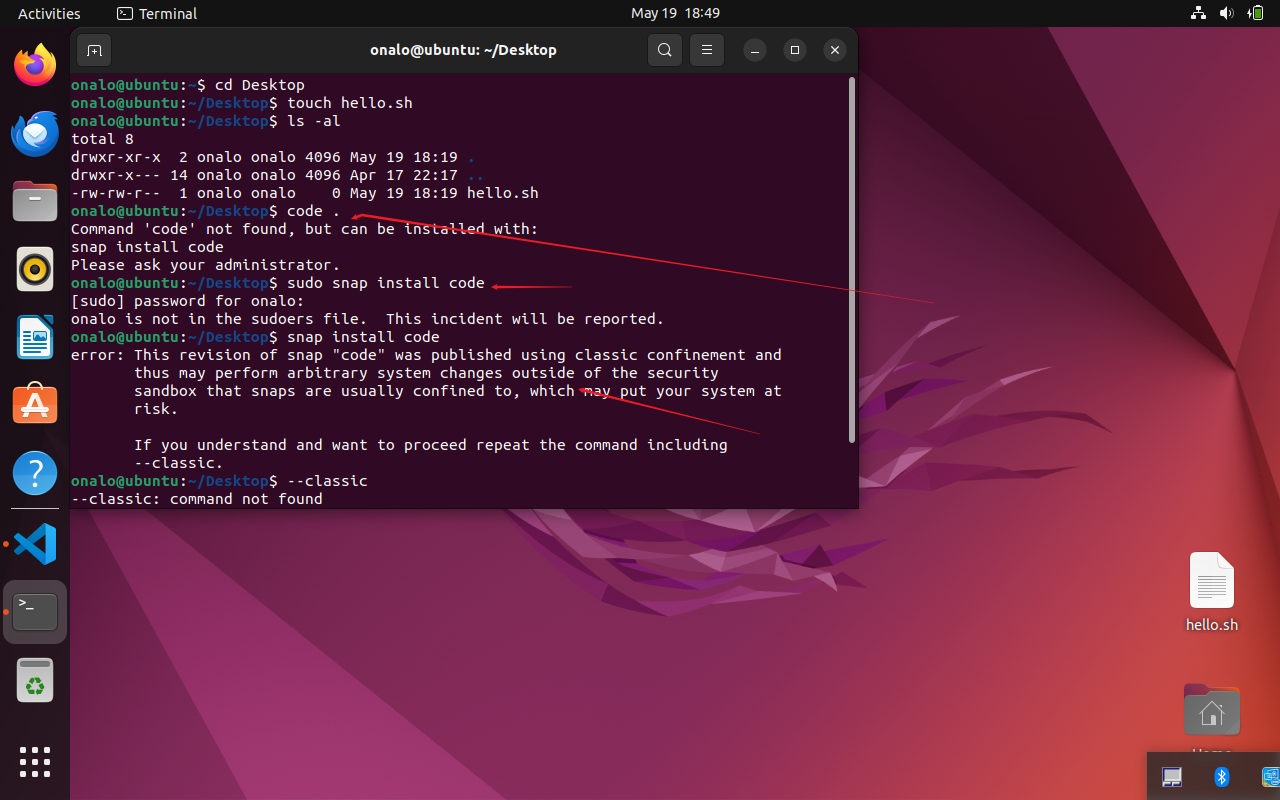 Activities
Terminal
May 19 18:49
onalo@ubuntu: ~/Desktop
onalo@ubuntu:~$ cd Desktop
onalo@ubuntu:~/Desktop$ touch hello.sh
onalo@ubuntu:~/Desktop$ ls -al
total 8
drwxr-xr-x  2 onalo onalo 4096 May 19 18:19 .
drwxr-x--- 14 onalo onalo 4096 Apr 17 22:17 ..
-rw-rw-r--  1 onalo onalo    0 May 19 18:19 hello.sh
onalo@ubuntu:~/Desktop$ code .
Command 'code' not found, but can be installed with:
snap install code
Please ask your administrator.
onalo@ubuntu:~/Desktop$ sudo snap install code
[sudo] password for onalo:
onalo is not in the sudoers file.  This incident will be reported.
onalo@ubuntu:~/Desktop$ snap install code
error: This revision of snap "code" was published using classic confinement and
thus may perform arbitrary system changes outside of the security
sandbox that snaps are usually confined to, which may put your system at
risk.
If you understand and want to proceed repeat the command including
--classic.
onalo@ubuntu:~/Desktop$ --classic
--classic: command not found
hello.sh
Home